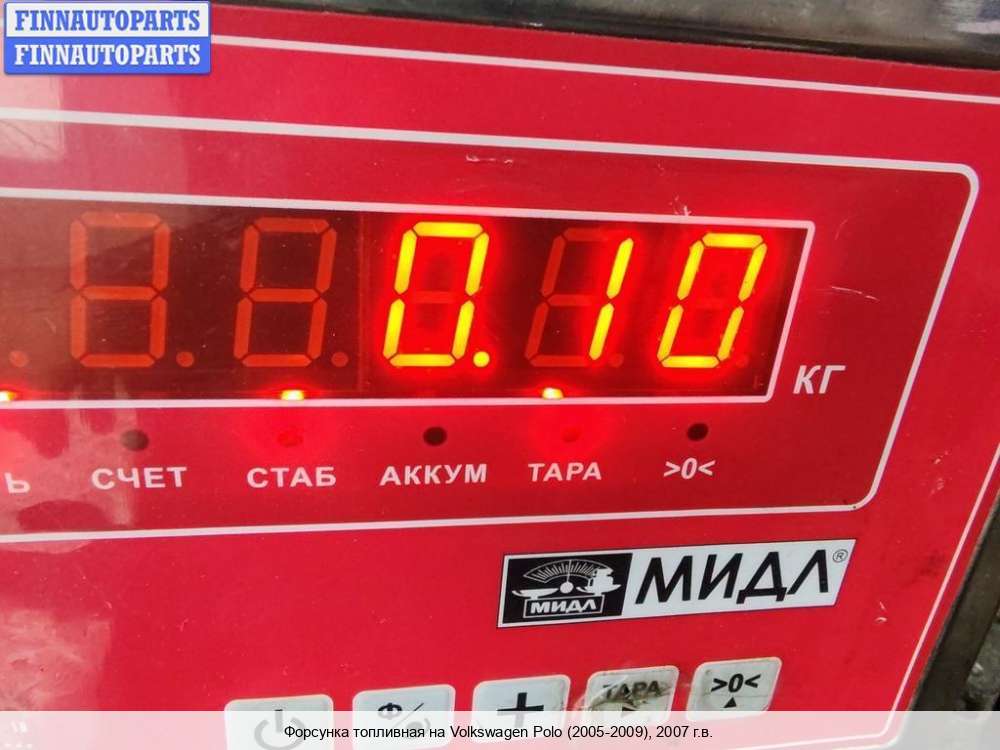 FINNAUTOPARTS
FINNAUTOPARTS
0.10
КГ
СЧЕТ СТАБ АККУМ ТАРА >0<
МИДЛ МИДЛ®
ТАРА >0<
Форсунка топливная на Volkswagen Polo (2005-2009), 2007 г.в.